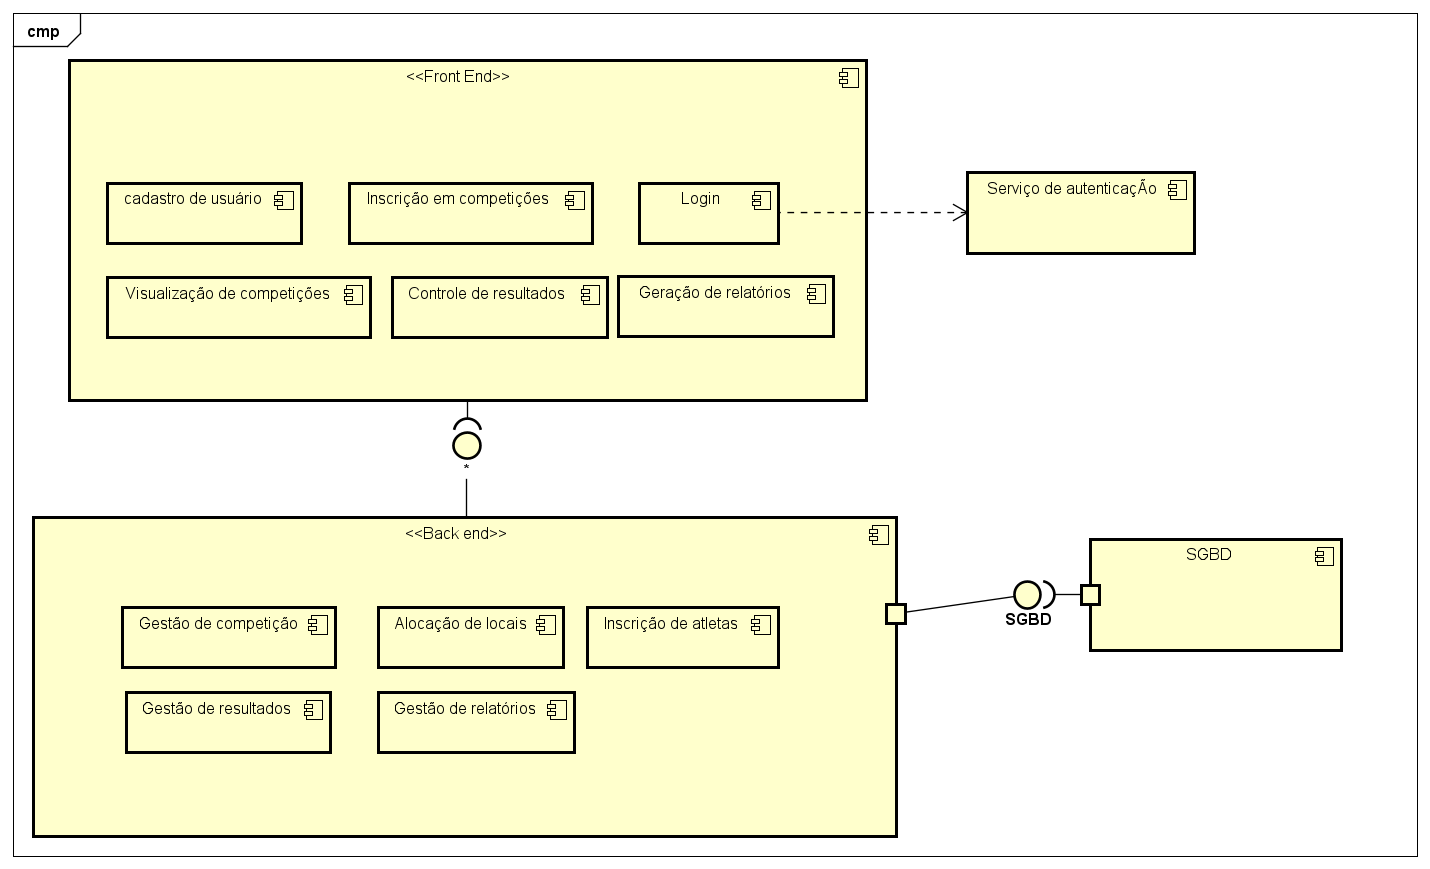 cmp
<<Front End>>
cadastro de usuário
Inscrição em competições
Login
Serviço de autenticaçÃo
Visualização de competições
Controle de resultados
Geração de relatórios
*
<<Back end>>
SGBD
SGBD
Gestão de competição
Alocação de locais
Inscrição de atletas
Gestão de resultados
Gestão de relatórios